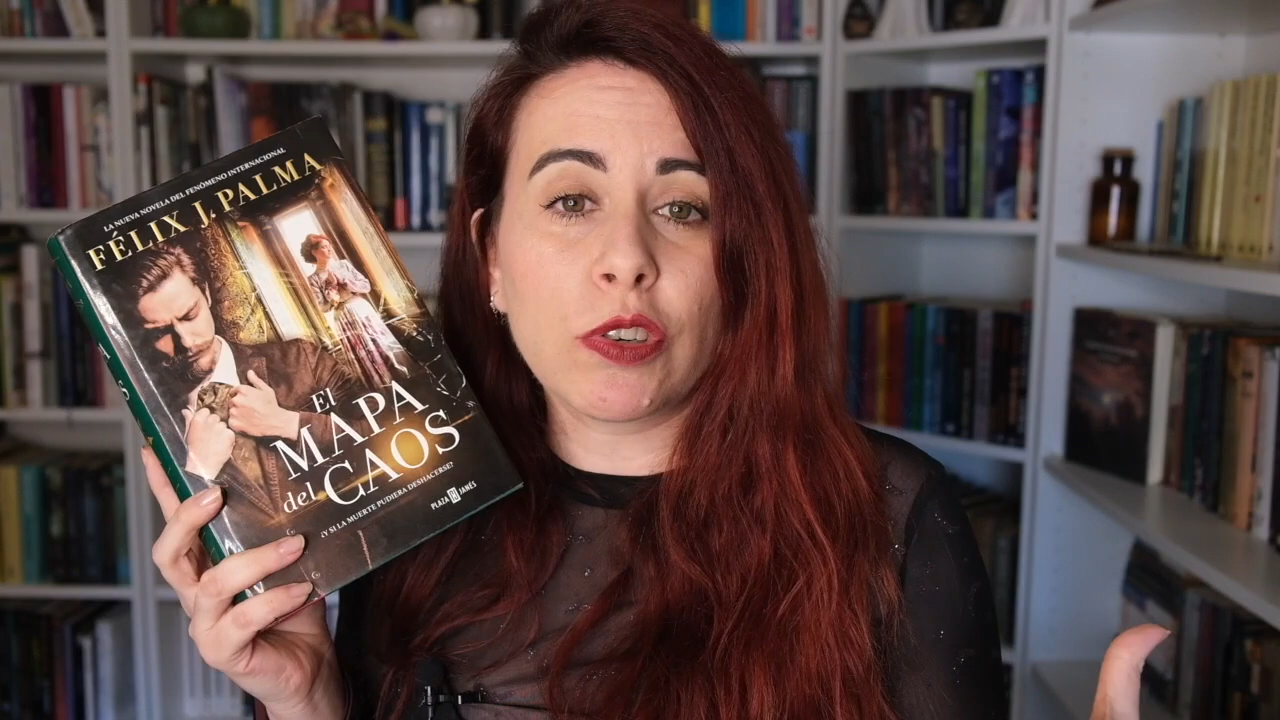 LA NUEVA NOVELA DEL FENÓMENO INTERNACIONAL
FÉLIX J. PALMA
El
MAPA
del CAOS
¿Y SI LA MUERTE PUDIERA DESHACERSE?
PLAZA JANÉS